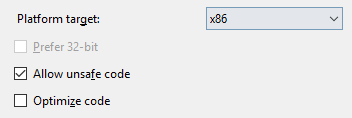 Platform target: x86
Prefer 32-bit
Allow unsafe code
Optimize code